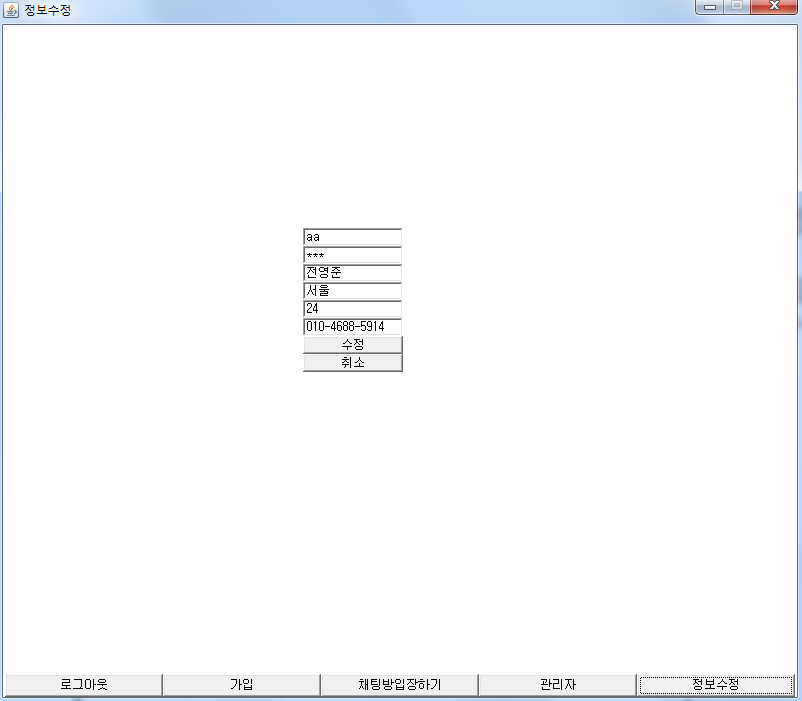 정보수정
aa
***
전영준
서울
24
010-4688-5914
수정
취소
로그아웃 가입 채팅방입장하기 관리자 정보수정